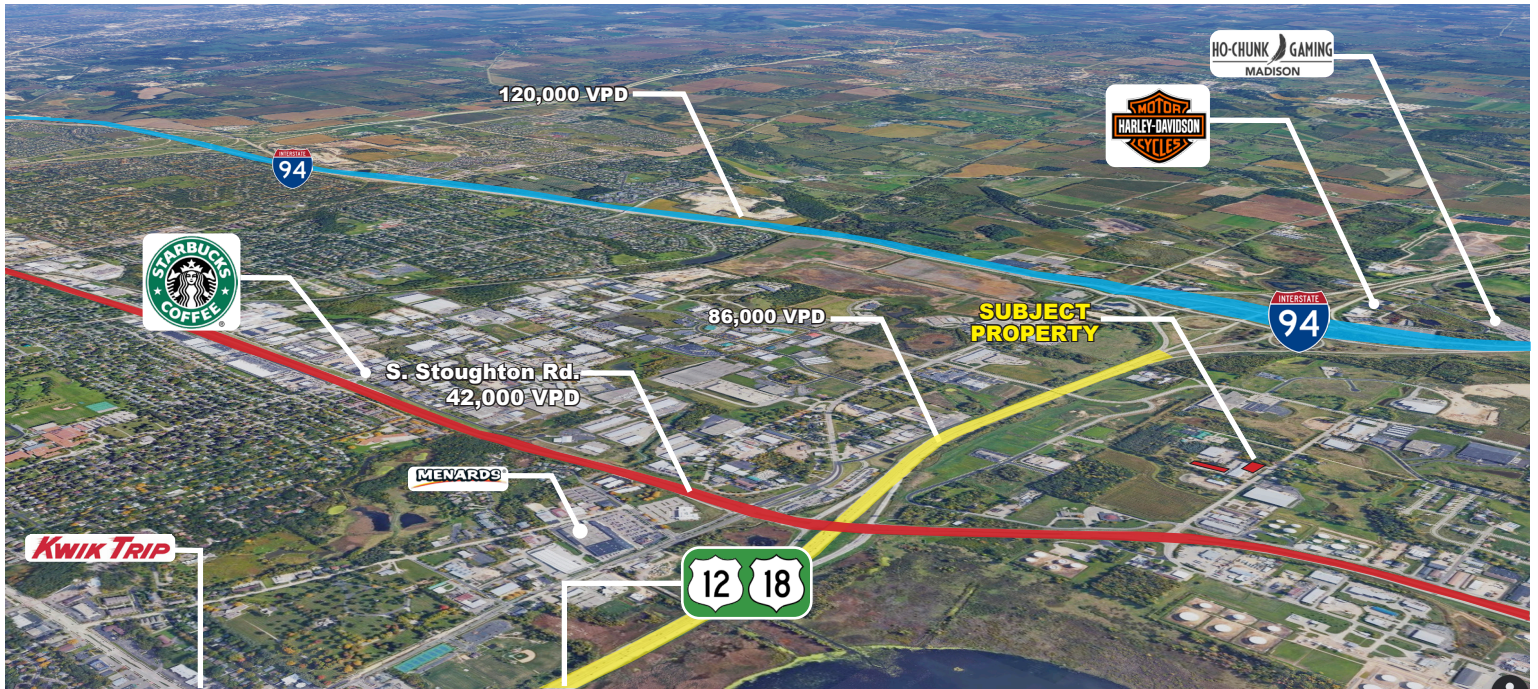 HO-CHUNK GAMING
MADISON
120,000 VPD
MOTOR
HARLEY-DAVIDSON
CYCLES
INTERSTATE
94
STARBUCKS
COFFEE
®
86,000 VPD
SUBJECT
PROPERTY
INTERSTATE
94
S. Stoughton Rd.
42,000 VPD
MENARDS®
KWIK TRIP
12 18